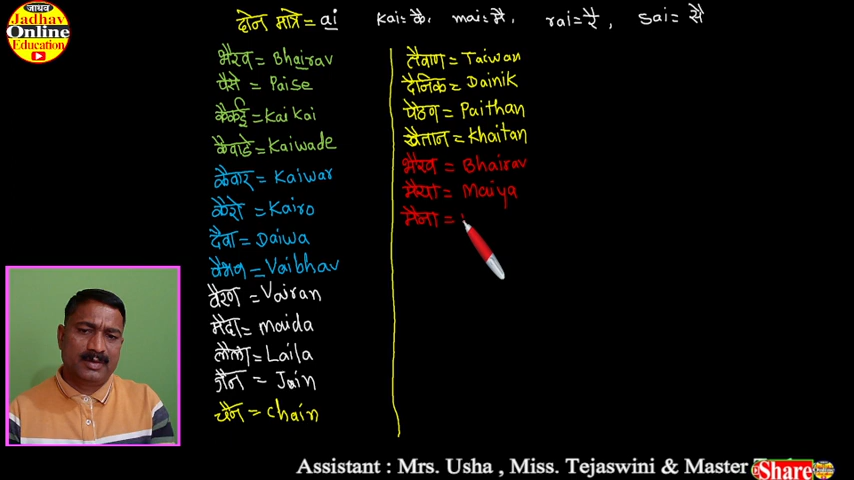 जाधव
Jadhav
Online
Education
दोन मात्रे = ai kai = कै, mai = मै, rai = रै, sai = सै
भैरव = Bhairav
पैसे = Paise
कैकई = Kaikai
कैवाडे = Kaiwade
कैवार = Kaiwar
कैरो = Kairo
दैवा = Daiwa
वैभव = Vaibhav
वैरण = Vairan
मैदा = maida
लैला = Laila
जैन = Jain
चैन = chain
तैवाण = Taiwan
दैनिक = Dainik
पैठण = Paithan
खैतान = Khaitan
भैरव = Bhairav
मैया = Maiya
मैना =
Assistant : Mrs. Usha , Miss. Tejaswini & Master
Share